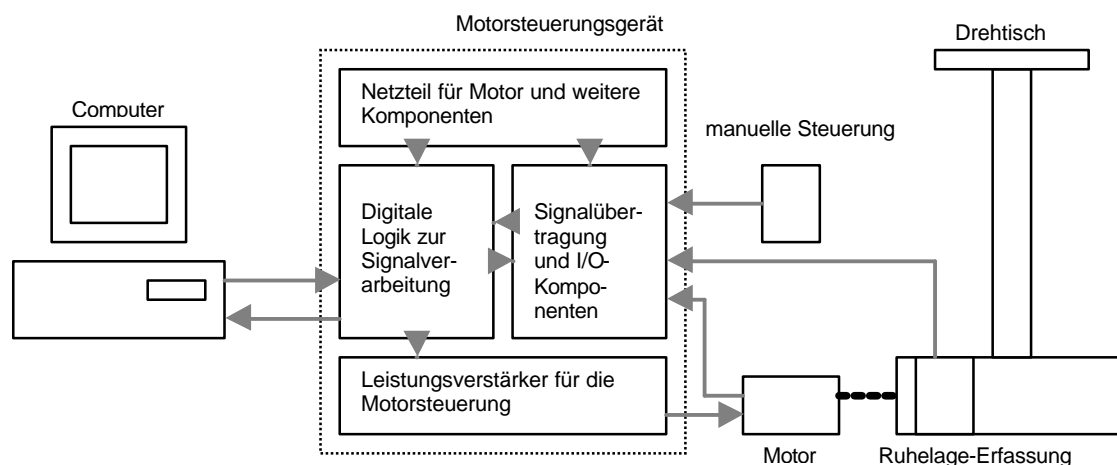 Motorsteuerungsgerät
Drehtisch
Netzteil für Motor und weitere
Komponenten
Computer
manuelle Steuerung
Digitale
Logik zur
Signalver-
arbeitung
Signalüber-
tragung
und I/O-
Kompo-
nenten
Leistungsverstärker für die
Motorsteuerung
Motor
Ruhelage-Erfassung